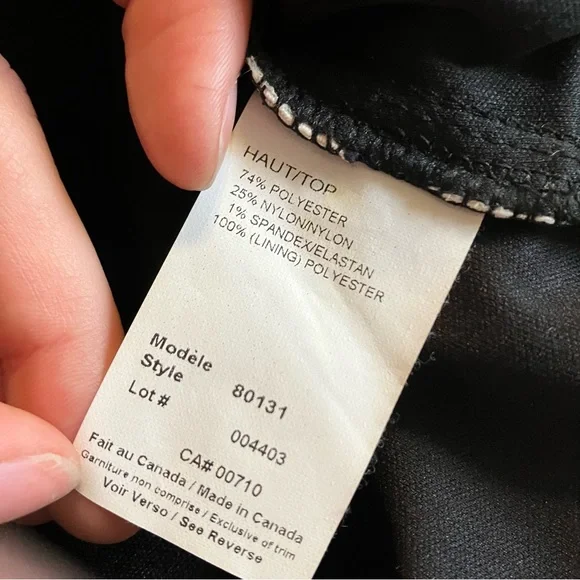 HAUT/TOP
74% POLYESTER
25% NYLON/NYLON
1% SPANDEX/ELASTAN
100% (LINING) POLYESTER
Modèle
Style 80131
Lot # 004403
CA# 00710
Fait au Canada / Made in Canada
Garniture non comprise / Exclusive of trim
Voir Verso / See Reverse